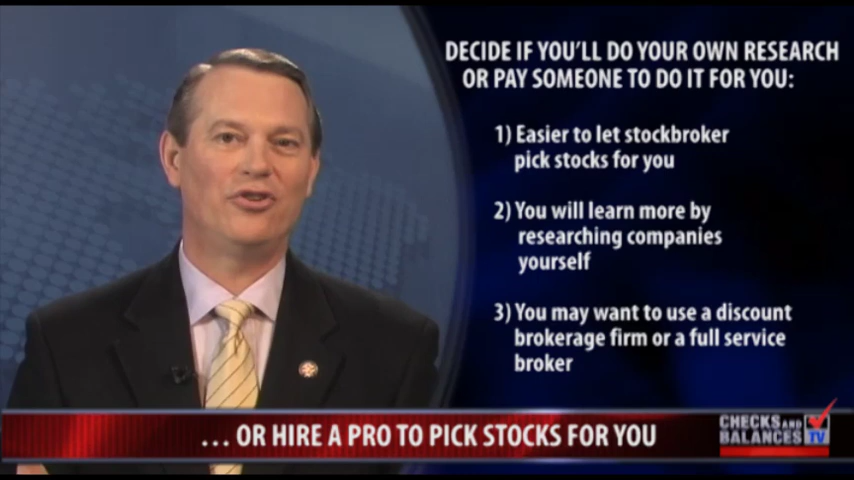 DECIDE IF YOU'LL DO YOUR OWN RESEARCH
OR PAY SOMEONE TO DO IT FOR YOU:
1) Easier to let stockbroker
pick stocks for you
2) You will learn more by
researching companies
yourself
3) You may want to use a discount
brokerage firm or a full service
broker
... OR HIRE A PRO TO PICK STOCKS FOR YOU
CHECKS AND
BALANCES TV